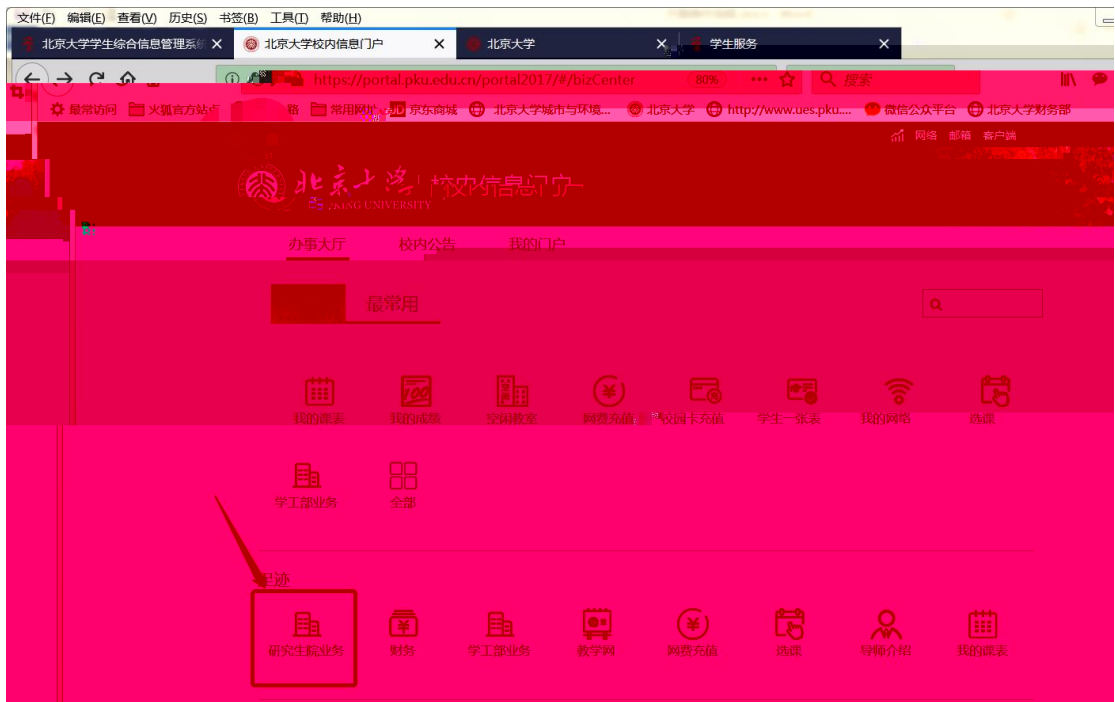 文件(F) 编辑(E) 查看(V) 历史(S) 书签(B) 工具(T) 帮助(H)
北京大学学生综合信息管理系统 北京大学校内信息门户 北京大学 学生服务
https://portal.pku.edu.cn/portal2017/#/bizCenter 80% 搜索
最常访问 火狐官方站点 常用网址 JD 京东商城 北京大学城市与环境... 北京大学 http://www.ues.pku.... 微信公众平台 北京大学财务部
网络 邮箱 客户端
北京大学 校内信息门户
PEKING UNIVERSITY
办事大厅 校内公告 我的门户
最常用
我的课表 我的成绩 空闲教室 网费充值 校园卡充值 学生一张表 我的网络 选课
学工部业务 全部
足迹
研究生院业务 财务 学工部业务 教学网 网费充值 选课 导师介绍 我的课表